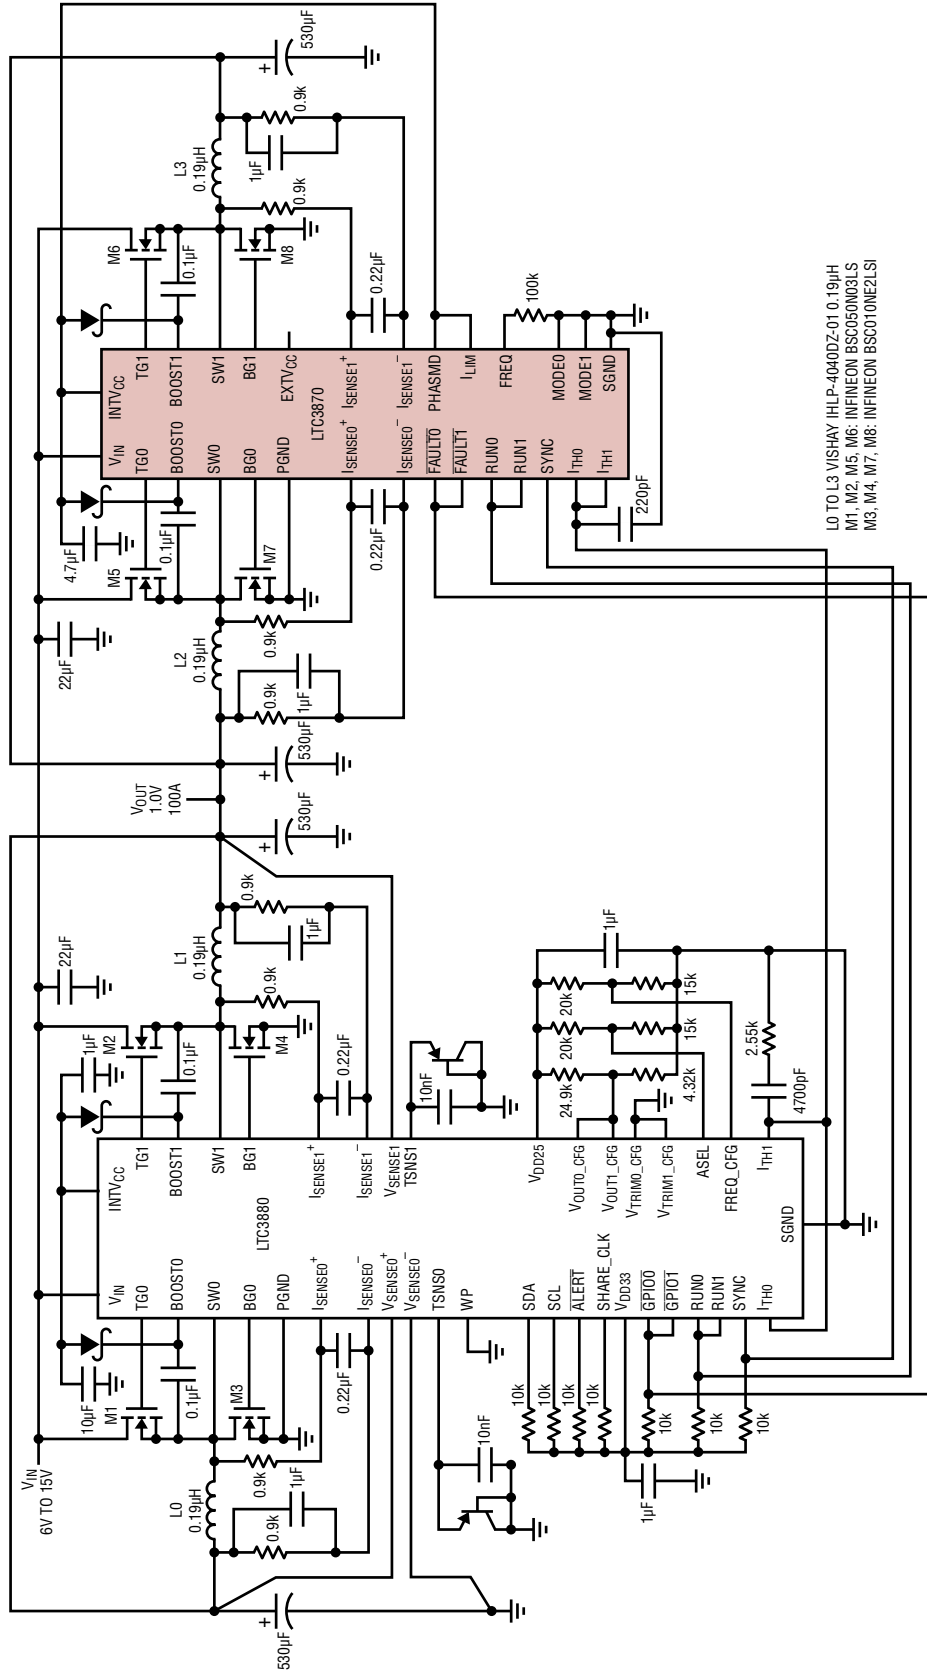 VIN
6V TO 15V
10µF
M1
0.1µF
M3
L0
0.19µH
0.9k
0.9k
1µF
0.22µF
530µF
+
VIN
INTVCC
TG0
TG1
BOOST0
BOOST1
SW0
SW1
BG0
BG1
PGND
LTC3880
ISENSE0+
ISENSE1+
ISENSE0–
ISENSE1–
VSENSE0+
VSENSE1
VSENSE0–
TSNS1
TSNS0
WP
SDA
VDD25
SCL
VOUT0_CFG
ALERT
VOUT1_CFG
SHARE_CLK
VTRIM0_CFG
VDD33
VTRIM1_CFG
GPIO0
GPIO1
ASEL
RUN0
RUN1
FREQ_CFG
SYNC
ITH0
ITH1
SGND
10nF
10k
10k
10k
10k
10k
10k
10k
1µF
1µF
M2
0.1µF
M4
22µF
L1
0.19µH
0.9k
0.9k
1µF
0.22µF
10nF
24.9k
20k
20k
1µF
4.32k
15k
15k
4700pF
2.55k
+
530µF
VOUT
1.0V
100A
+
530µF
22µF
4.7µF
M5
0.1µF
M7
L2
0.19µH
0.9k
0.9k
1µF
0.22µF
VIN
INTVCC
TG0
TG1
BOOST0
BOOST1
SW0
SW1
BG0
BG1
PGND
EXTVCC
LTC3870
ISENSE0+
ISENSE1+
ISENSE0–
ISENSE1–
FAULT0
PHASMD
FAULT1
ILIM
RUN0
FREQ
RUN1
SYNC
MODE0
ITH0
MODE1
ITH1
SGND
220pF
100k
M6
0.1µF
M8
L3
0.19µH
0.9k
0.9k
1µF
0.22µF
+
530µF
L0 TO L3 VISHAY IHLP-4040DZ-01 0.19µH
M1, M2, M5, M6: INFINEON BSC050N03LS
M3, M4, M7, M8: INFINEON BSC010NE2LSI